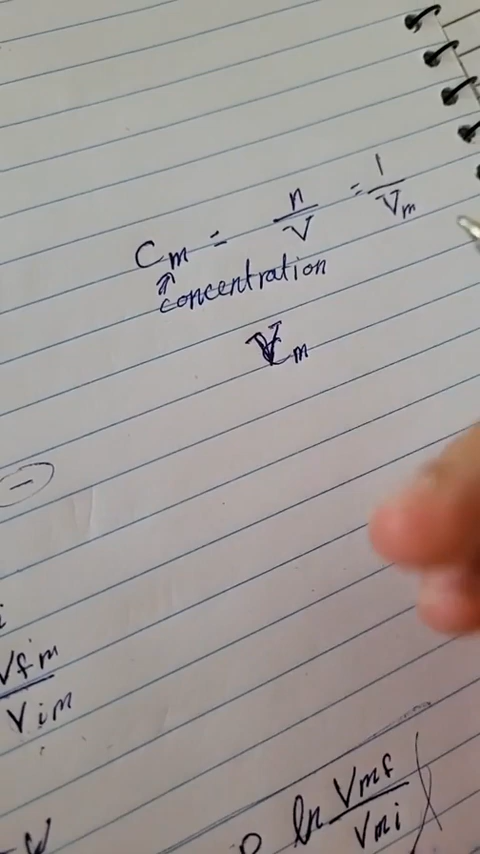 Cm = n/V = 1/Vm
concentration
Vm
-
i
Vfm/Vim
ln Vmf/Vmi